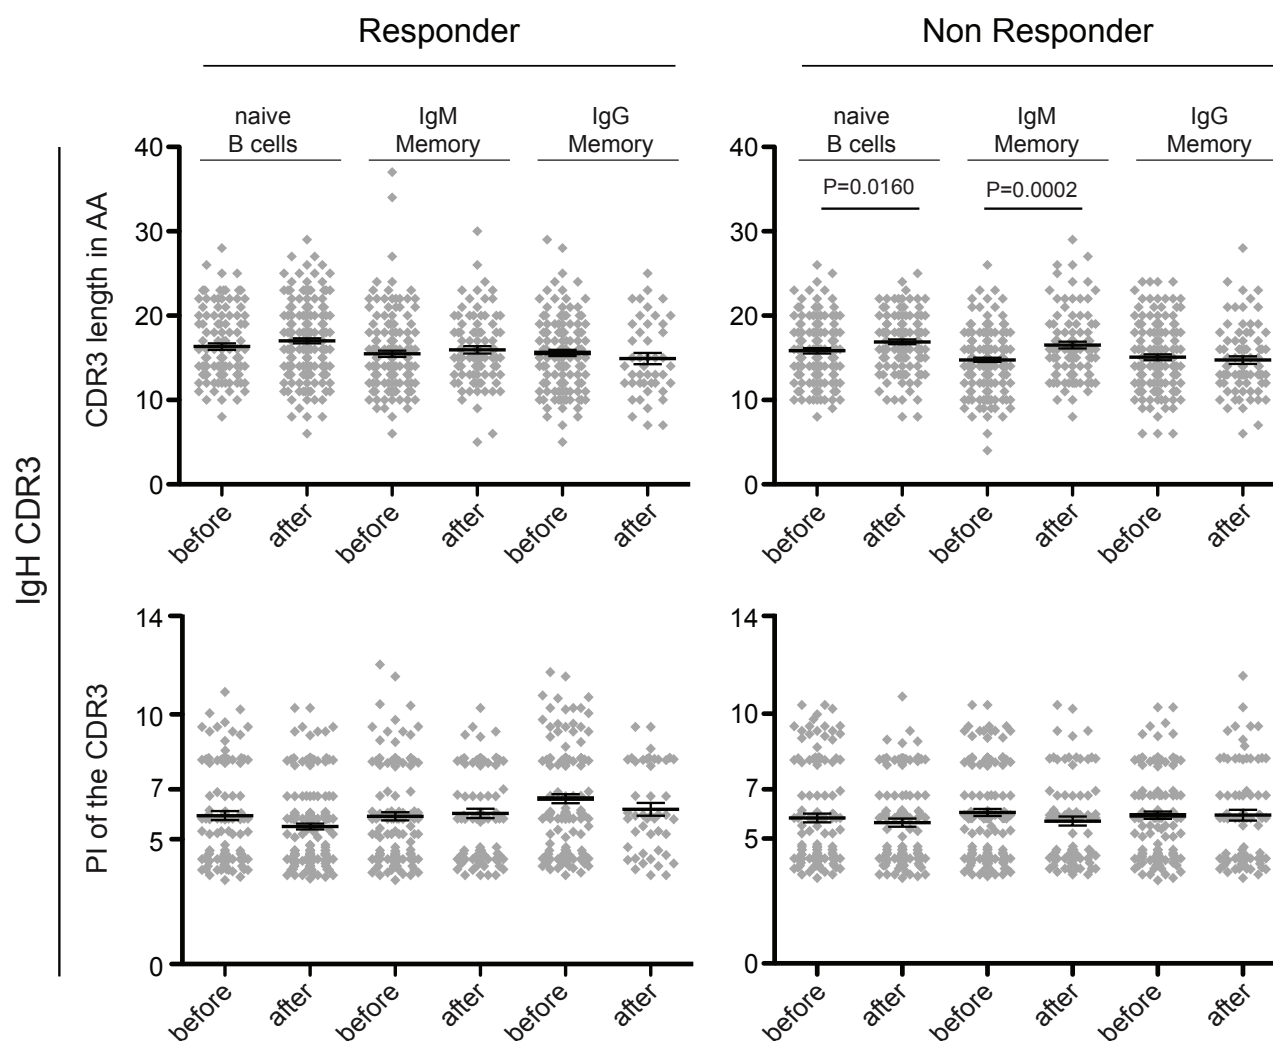 Responder
Non Responder
naive
B cells
IgM
Memory
IgG
Memory
naive
B cells
IgM
Memory
IgG
Memory
IgH CDR3
CDR3 length in AA
40
30
20
10
0
before
after
before
after
before
after
40
30
20
10
0
P=0.0160
P=0.0002
before
after
before
after
before
after
PI of the CDR3
14
10
7
5
0
before
after
before
after
before
after
14
10
7
5
0
before
after
before
after
before
after